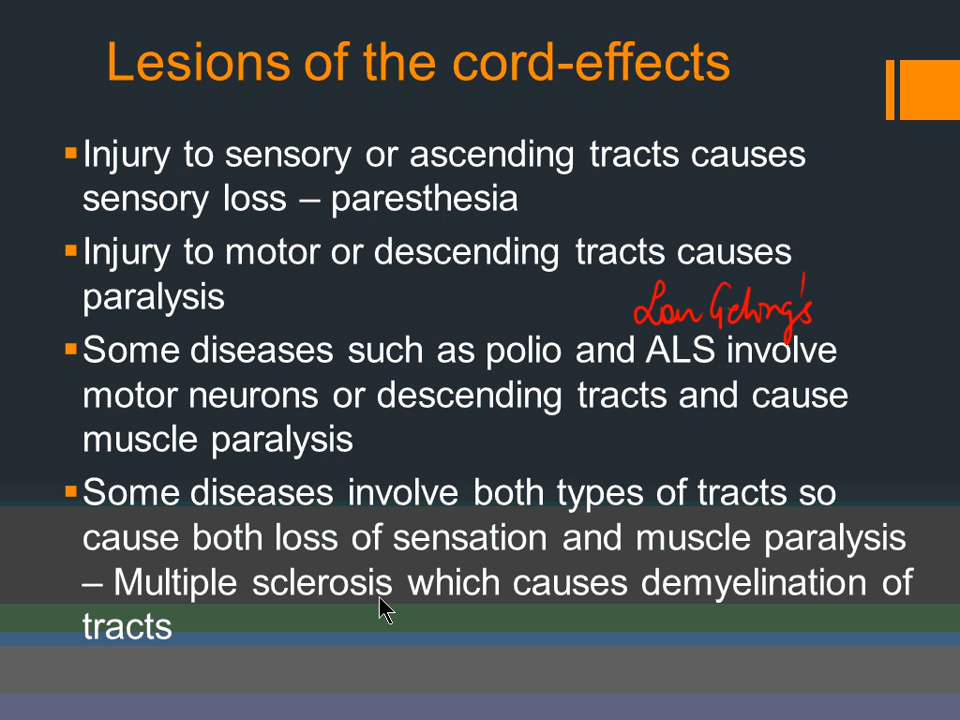 Lesions of the cord-effects
Injury to sensory or ascending tracts causes
sensory loss – paresthesia
Injury to motor or descending tracts causes
paralysis
Lou Gehrig's
Some diseases such as polio and ALS involve
motor neurons or descending tracts and cause
muscle paralysis
Some diseases involve both types of tracts so
cause both loss of sensation and muscle paralysis
– Multiple sclerosis which causes demyelination of
tracts